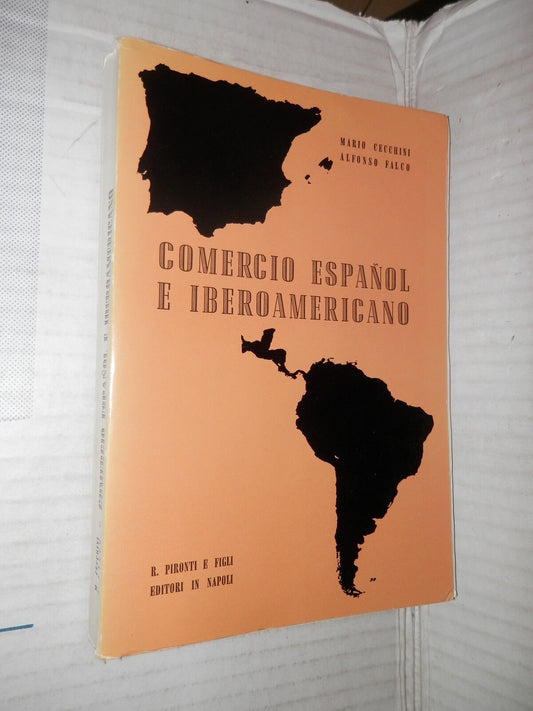 MARIO CECCHINI
ALFONSO FALCO
COMERCIO ESPAÑOL
E IBEROAMERICANO
R. PIRONTI E FIGLI
EDITORI IN NAPOLI